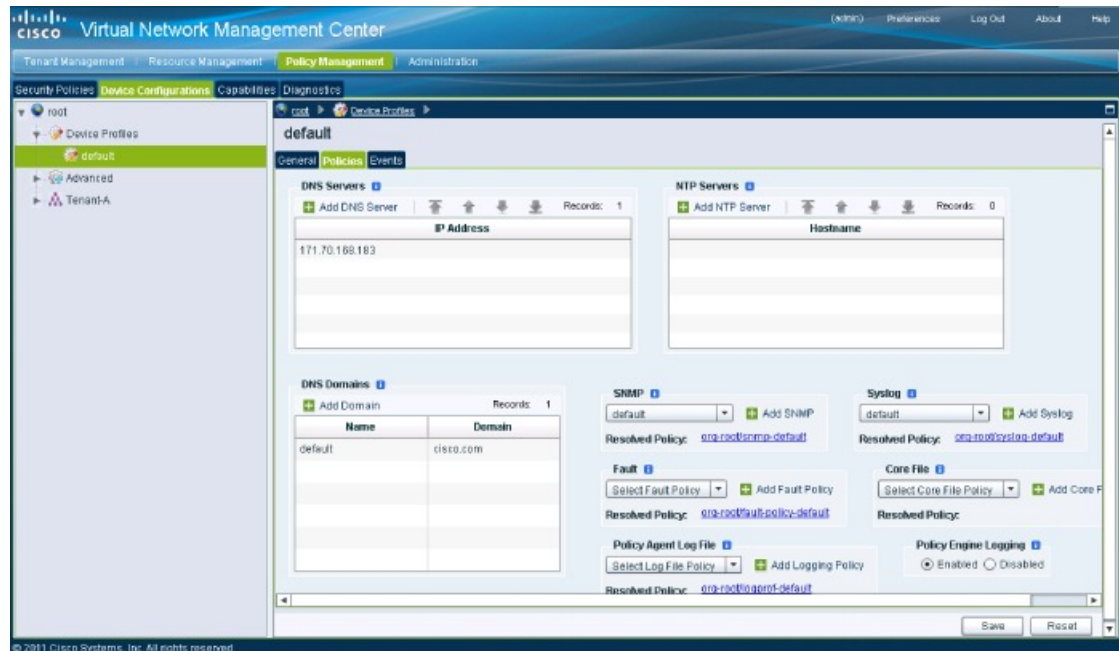 (admin) Preferences Log Out About Help
CISCO Virtual Network Management Center
Tenant Management Resource Management Policy Management Administration
Security Policies Device Configurations Capabilities Diagnostics
root
Device Profiles
default
Advanced
Tenant-A
root Device Profiles
default
General Policies Events
DNS Servers
Add DNS Server Records: 1
IP Address
171.70.168.183
NTP Servers
Add NTP Server Records: 0
Hostname
DNS Domains
Add Domain Records: 1
Name Domain
default cisco.com
SNMP
default Add SNMP
Resolved Policy: org-root/snmp-default
Syslog
default Add Syslog
Resolved Policy: org-root/syslog-default
Fault
Select Fault Policy Add Fault Policy
Resolved Policy: org-root/fault-policy-default
Core File
Select Core File Policy Add Core F
Resolved Policy:
Policy Agent Log File
Select Log File Policy Add Logging Policy
Resolved Policy: org-root/logprof-default
Policy Engine Logging
Enabled Disabled
Save Reset
© 2011 Cisco Systems, Inc. All rights reserved